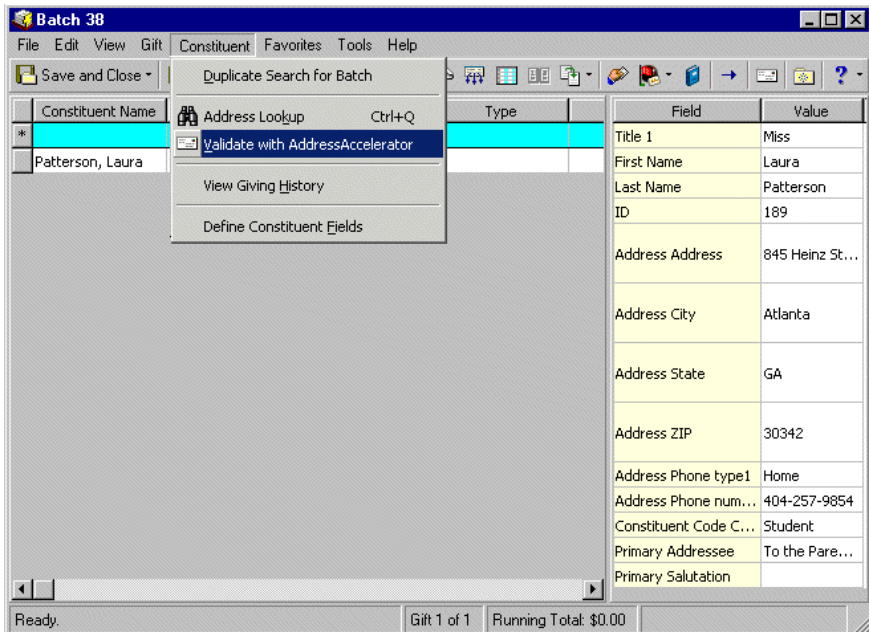 Batch 38
File Edit View Gift Constituent Favorites Tools Help
Save and Close
Duplicate Search for Batch
Address Lookup Ctrl+Q
Validate with AddressAccelerator
View Giving History
Define Constituent Fields
Constituent Name Type
*
Patterson, Laura
Field Value
Title 1 Miss
First Name Laura
Last Name Patterson
ID 189
Address Address 845 Heinz St...
Address City Atlanta
Address State GA
Address ZIP 30342
Address Phone type1 Home
Address Phone num... 404-257-9854
Constituent Code C... Student
Primary Addressee To the Pare...
Primary Salutation
Ready. Gift 1 of 1 Running Total: $0.00